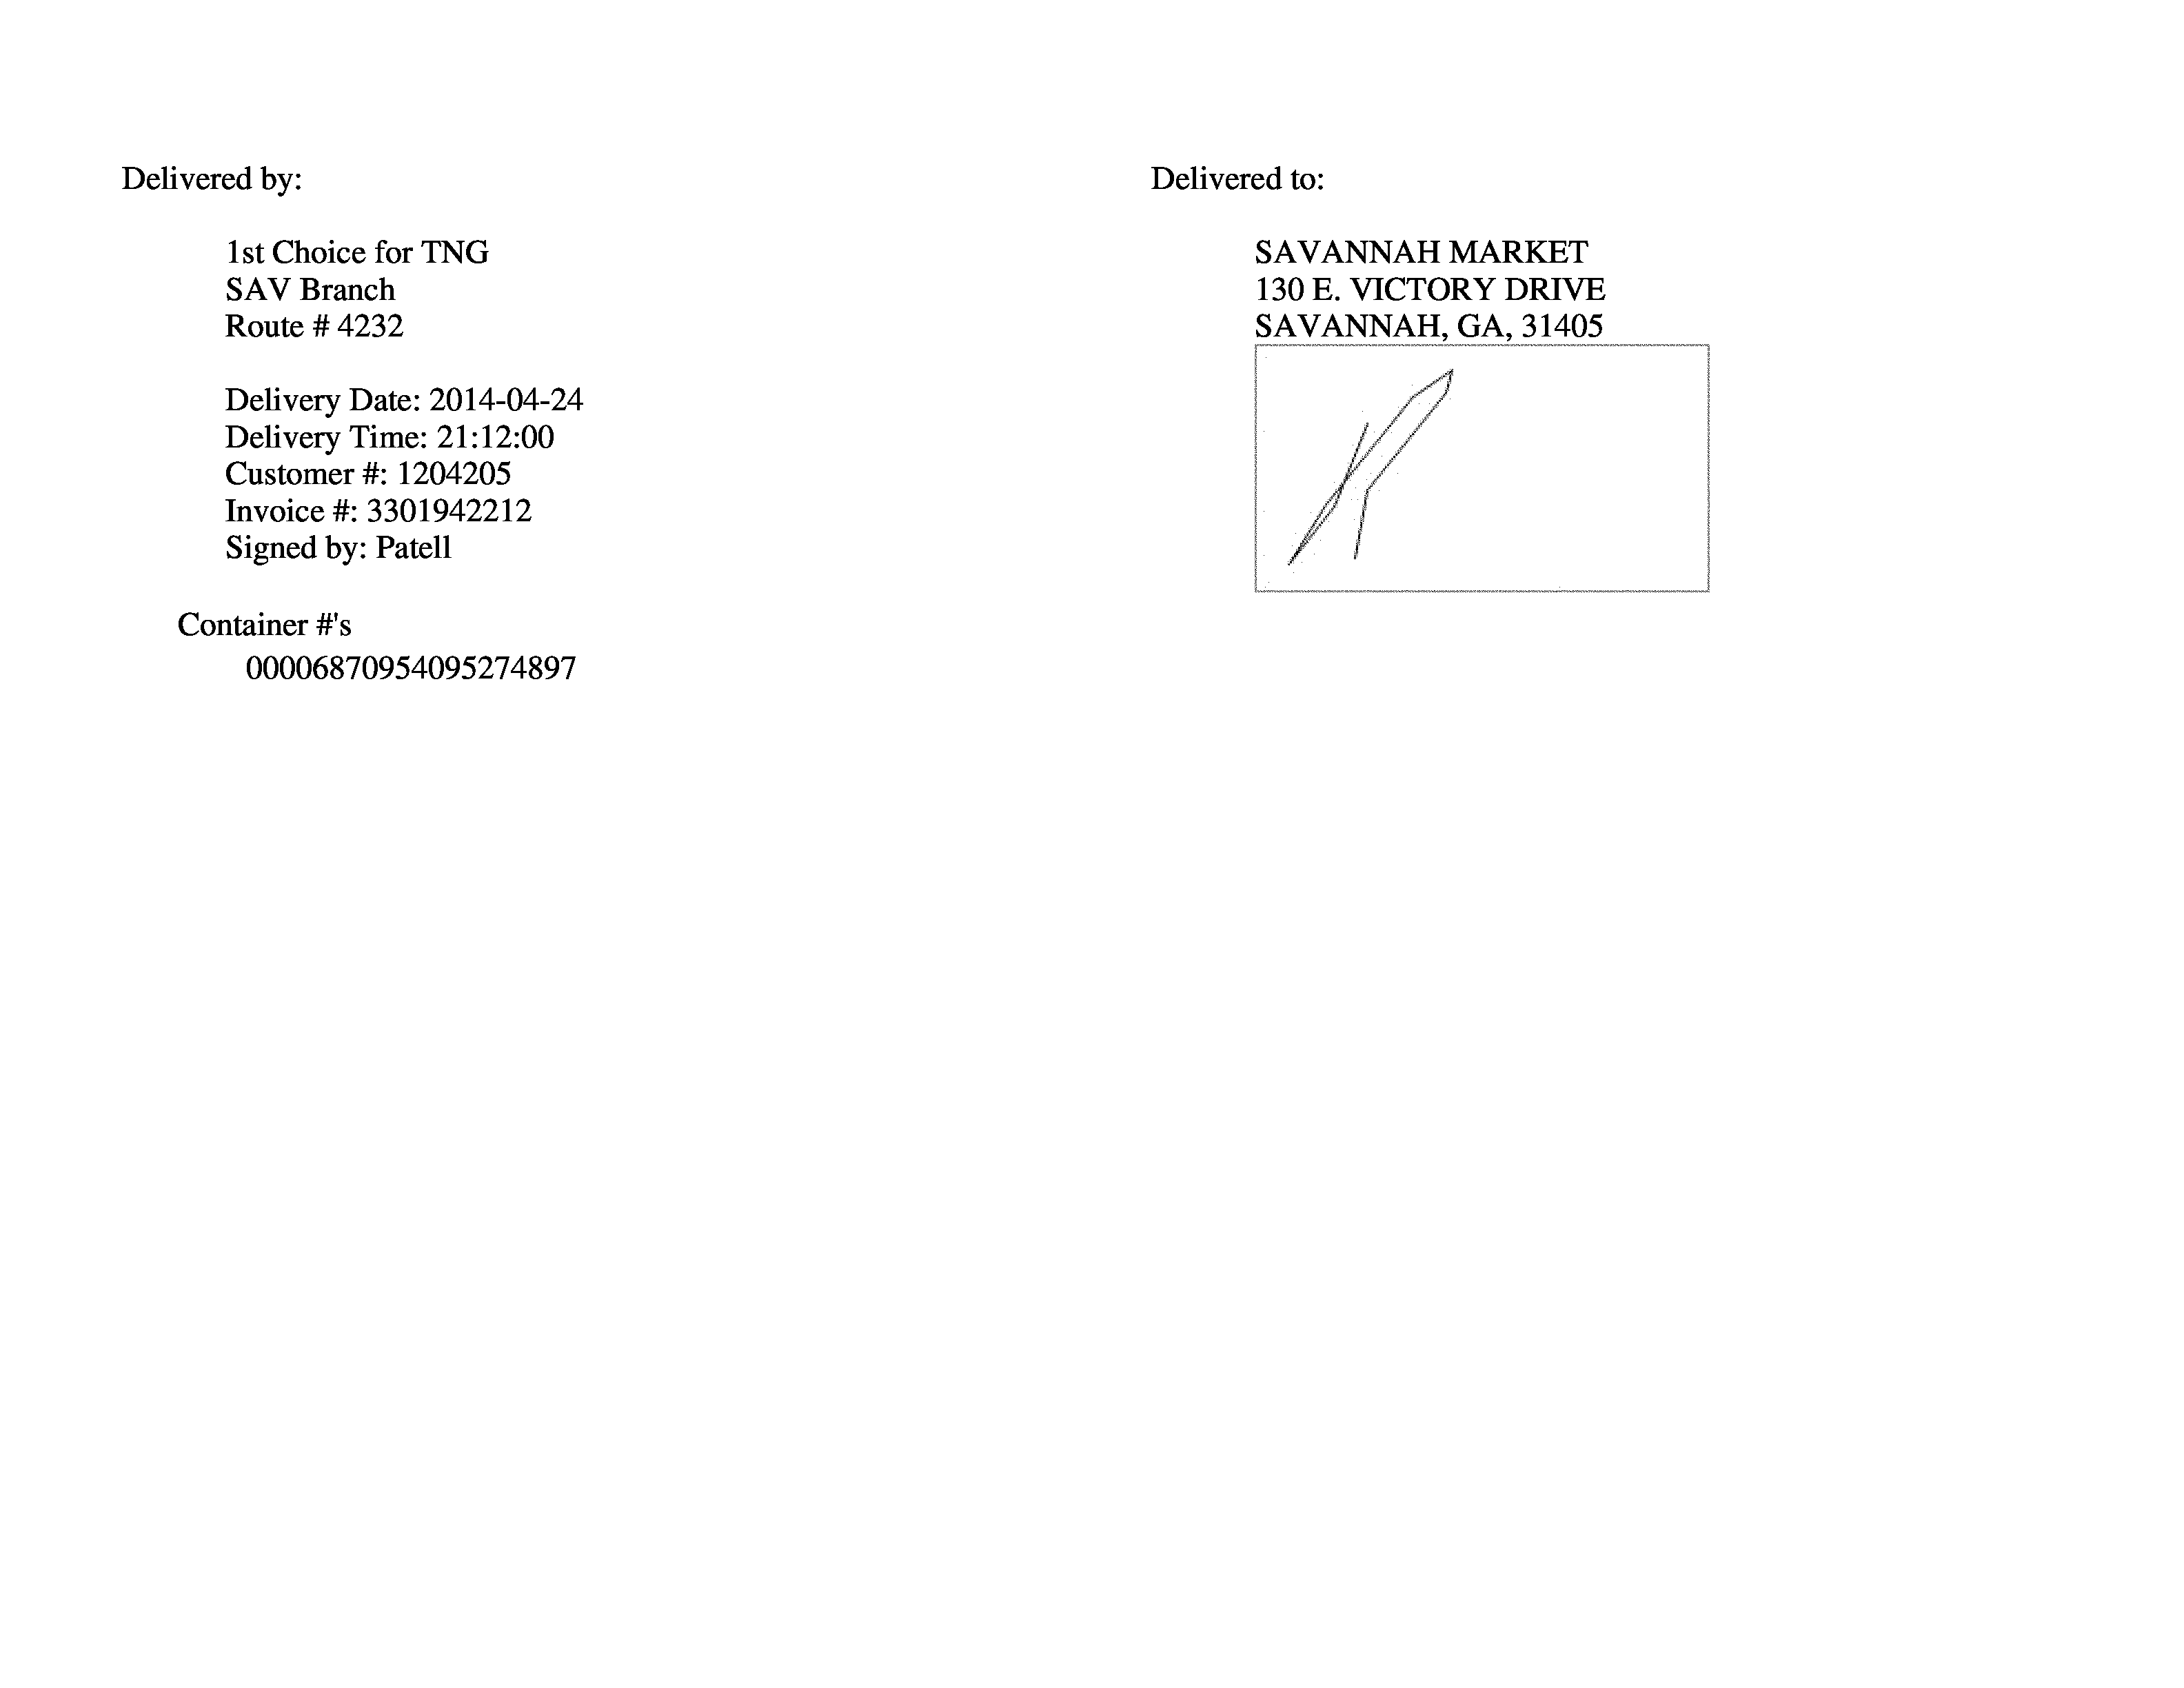 Delivered by:
1st Choice for TNG
SAV Branch
Route # 4232
Delivery Date: 2014-04-24
Delivery Time: 21:12:00
Customer #: 1204205
Invoice #: 3301942212
Signed by: Patell
Container #'s
00006870954095274897
Delivered to:
SAVANNAH MARKET
130 E. VICTORY DRIVE
SAVANNAH, GA, 31405